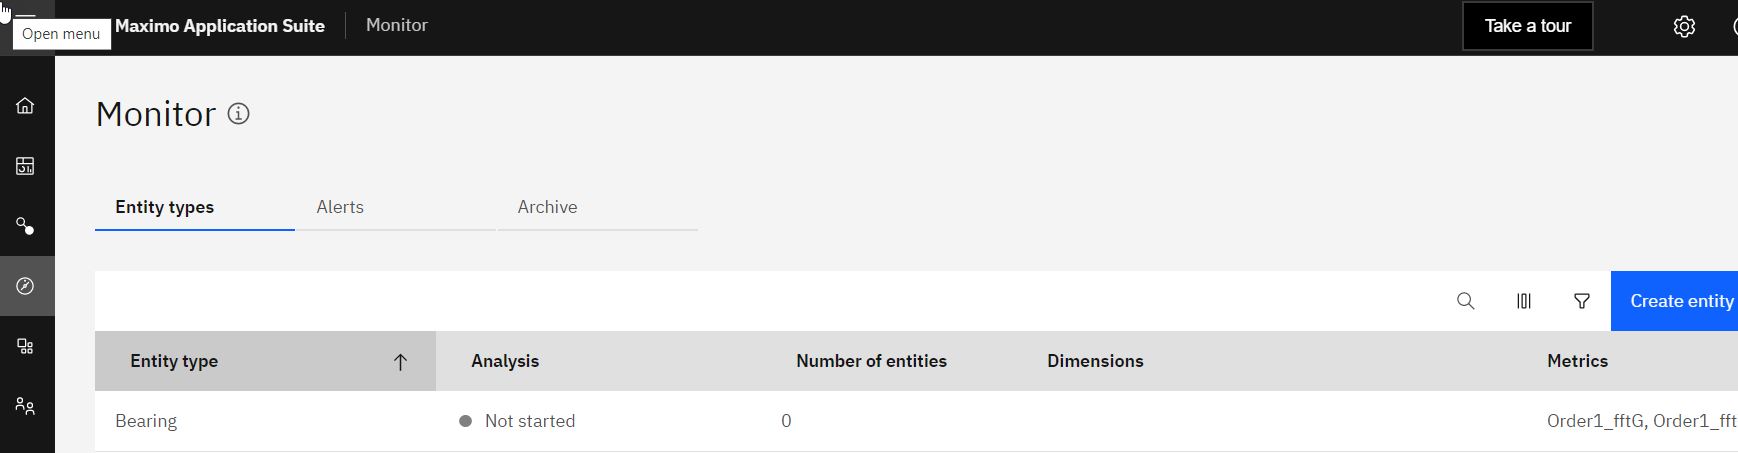 Open menu
Maximo Application Suite Monitor Take a tour
Monitor
Entity types Alerts Archive
Create entity
Entity type Analysis Number of entities Dimensions Metrics
Bearing Not started 0 Order1_fftG, Order1_fft